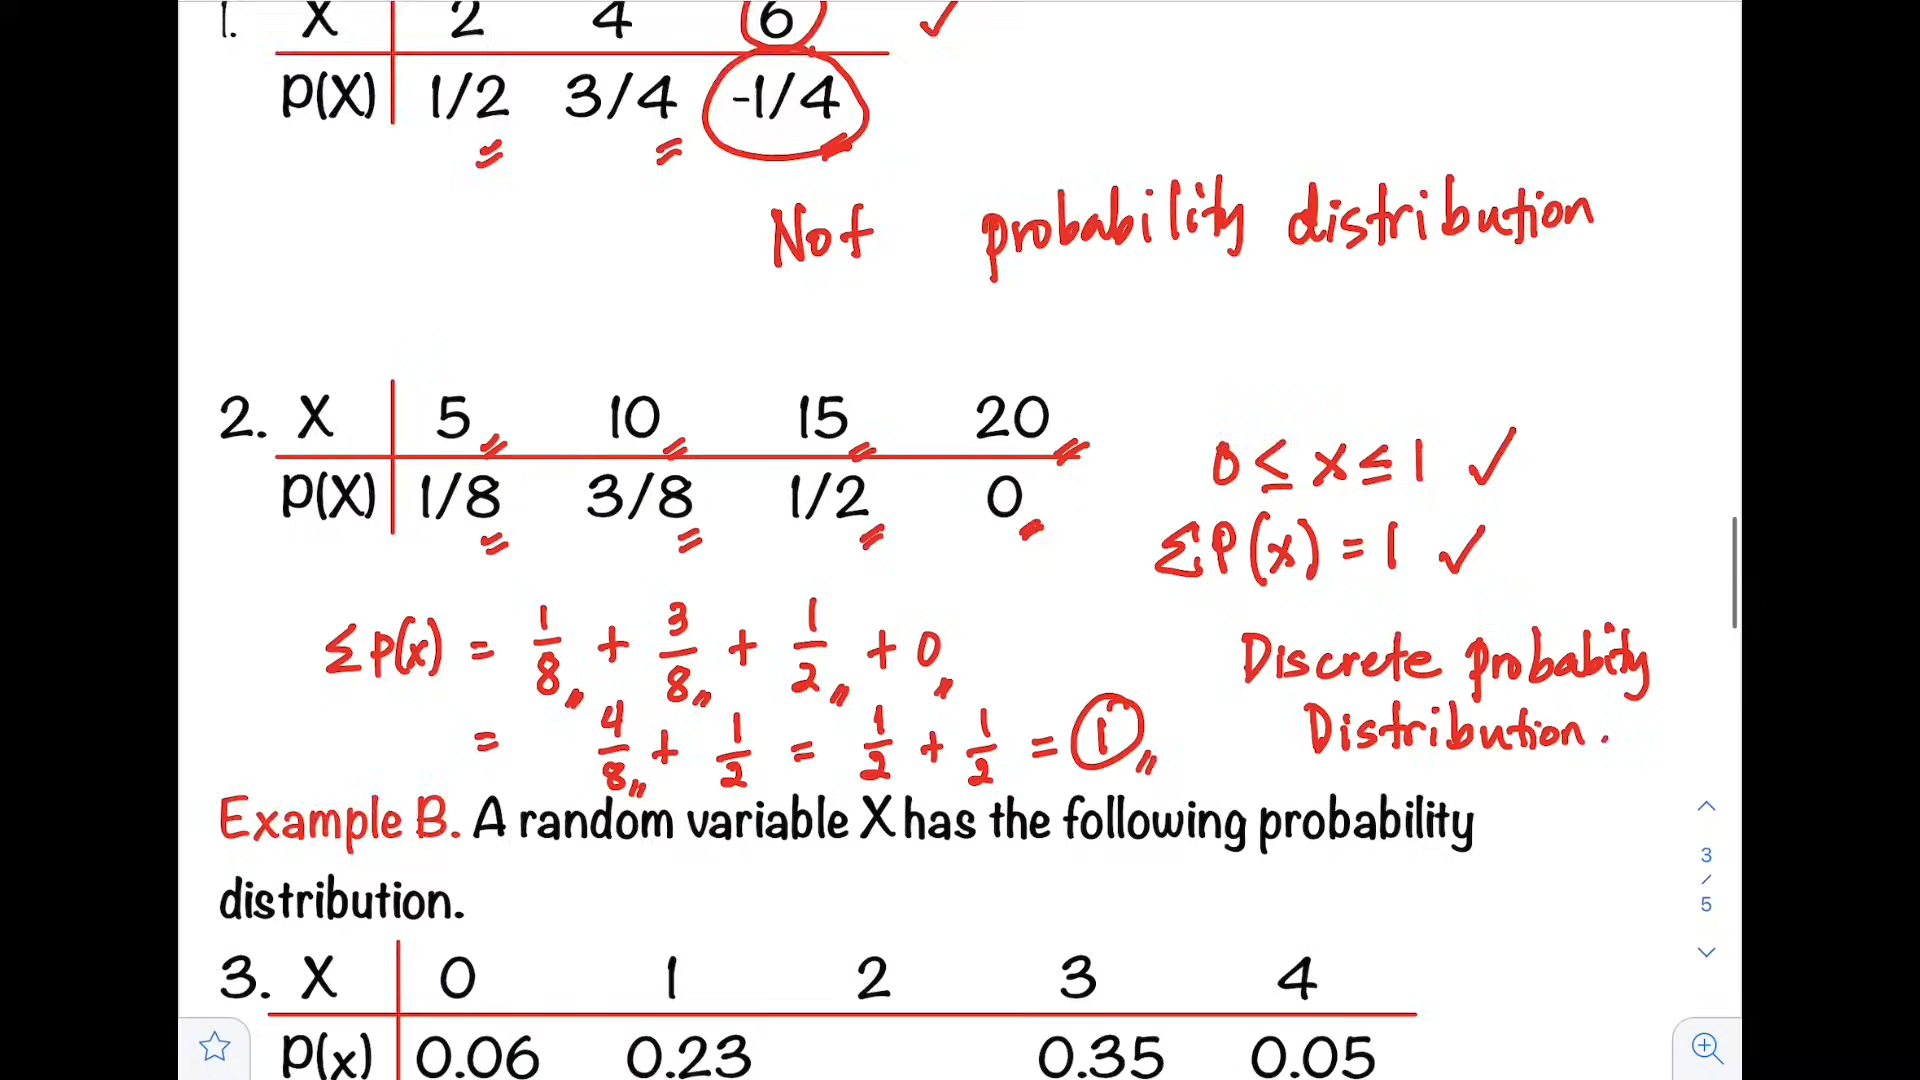 1. X 2 4 6 ✓
P(X) 1/2 3/4 -1/4
Not probability distribution
2. X 5 10 15 20
P(X) 1/8 3/8 1/2 0
0 ≤ x ≤ 1 ✓
ΣP(x) = 1 ✓
Σp(x) = 1/8 + 3/8 + 1/2 + 0
= 4/8 + 1/2 = 1/2 + 1/2 = 1
Discrete probabity
Distribution.
Example B. A random variable X has the following probability
distribution.
3. X 0 1 2 3 4
P(x) 0.06 0.23 0.35 0.05
3
/
5